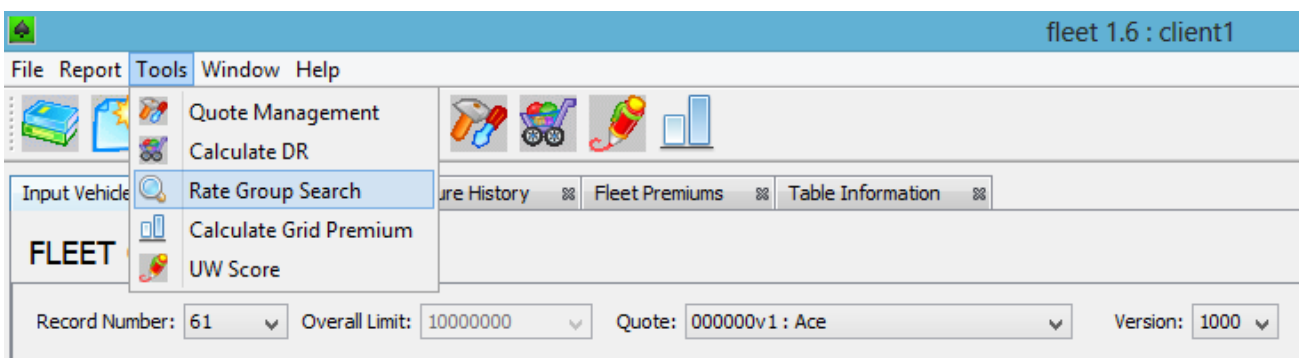 fleet 1.6 : client1
File Report Tools Window Help
Quote Management
Calculate DR
Rate Group Search
Calculate Grid Premium
UW Score
Input Vehicle ure History Fleet Premiums Table Information
FLEET
Record Number: 61 Overall Limit: 10000000 Quote: 000000v1 : Ace Version: 1000